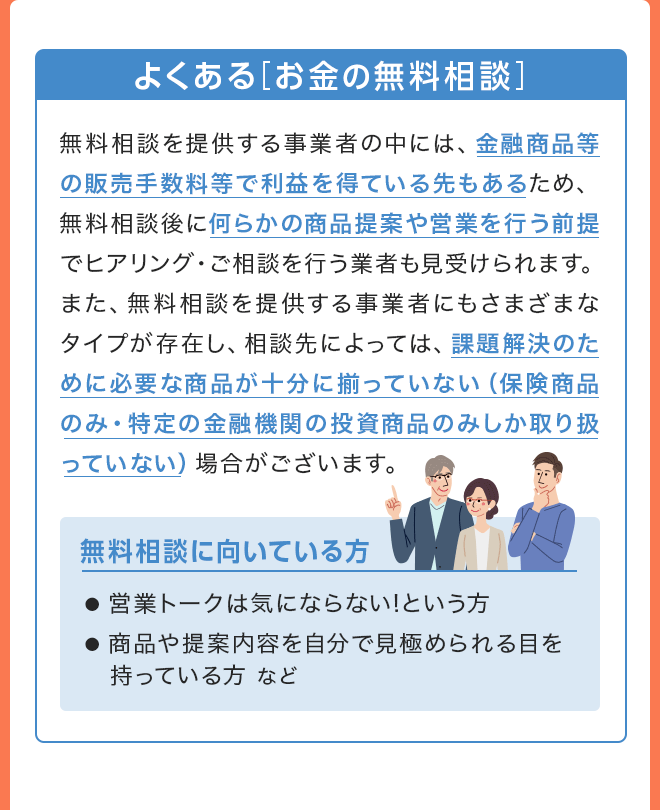 よくある[お金の無料相談]
無料相談を提供する事業者の中には、金融商品等
の販売手数料等で利益を得ている先もあるため、
無料相談後に何らかの商品提案や営業を行う前提
でヒアリング・ご相談を行う業者も見受けられます。
また、無料相談を提供する事業者にもさまざまな
タイプが存在し、相談先によっては、課題解決のた
めに必要な商品が十分に揃っていない（保険商品
のみ・特定の金融機関の投資商品のみしか取り扱
っていない）場合がございます。
無料相談に向いている方
● 営業トークは気にならない!という方
● 商品や提案内容を自分で見極められる目を
持っている方 など